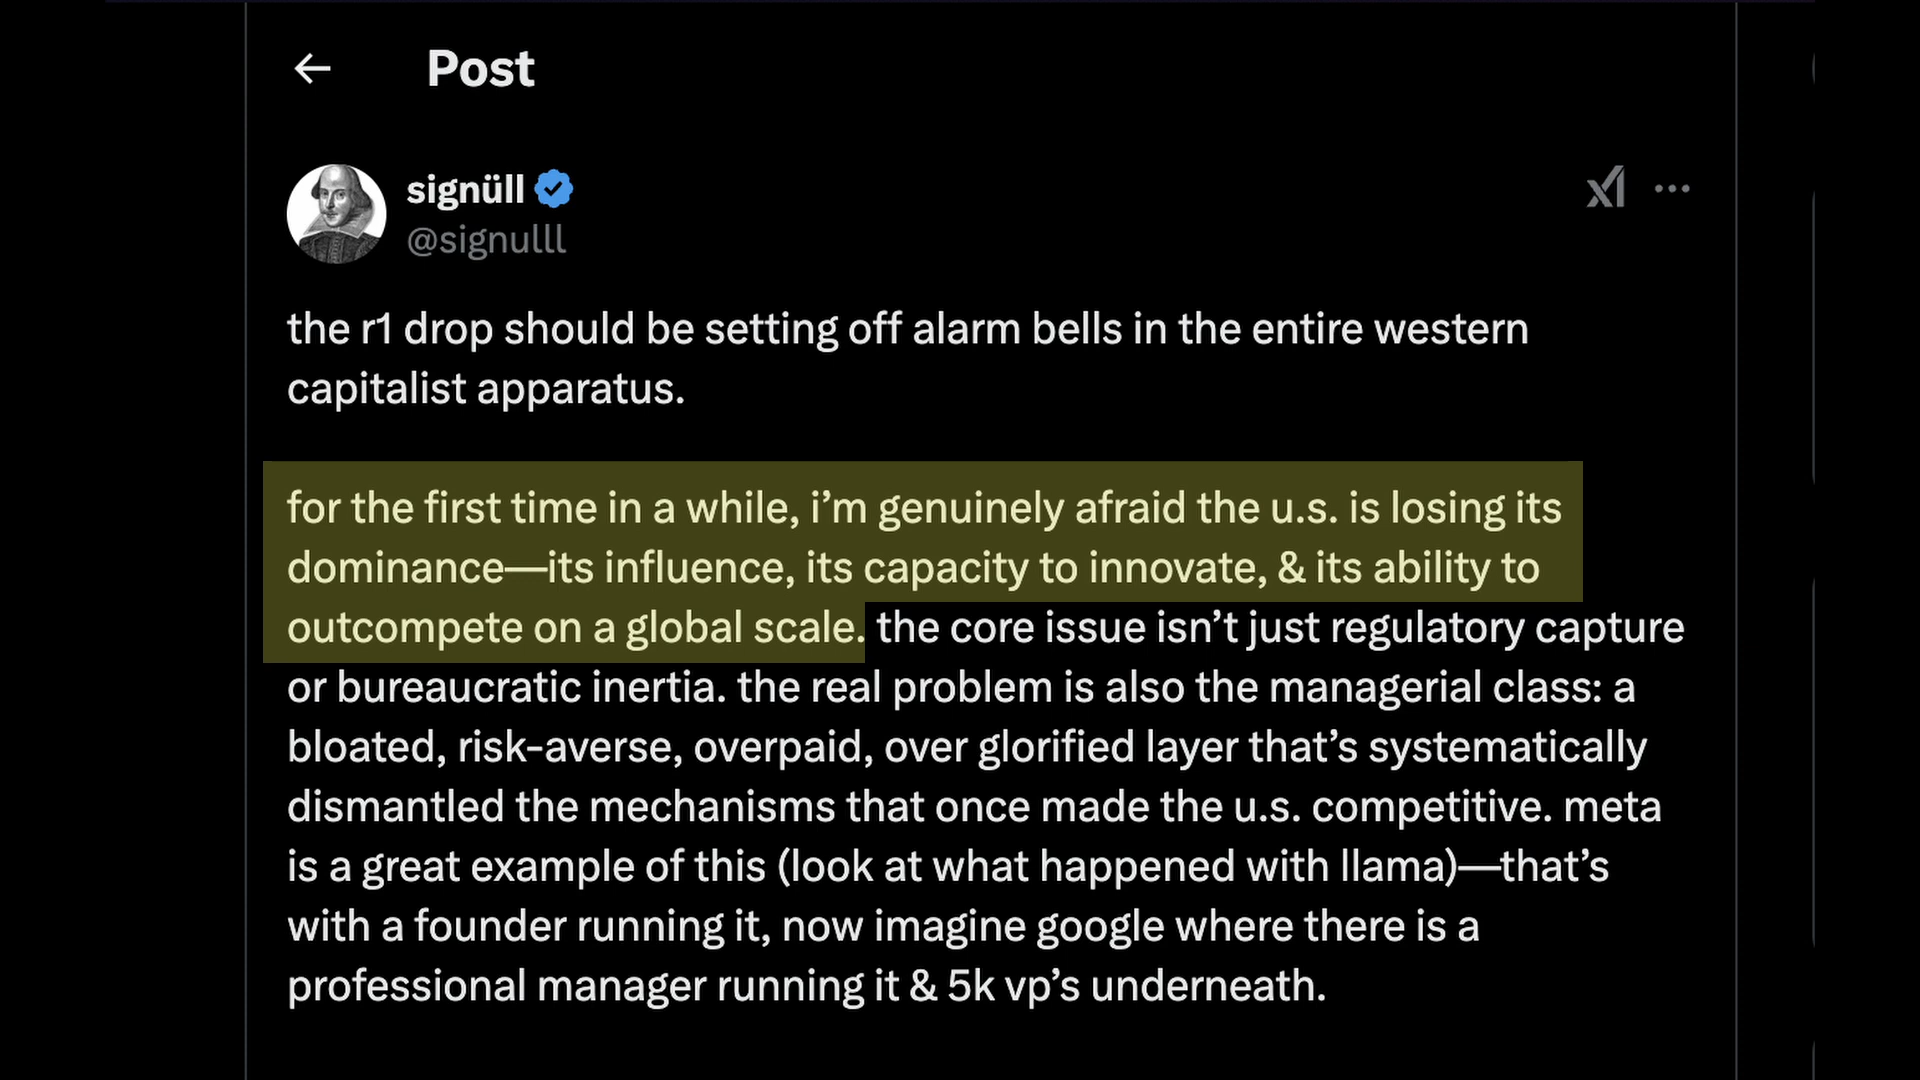 Post
signüll
@signulll
the r1 drop should be setting off alarm bells in the entire western
capitalist apparatus.
for the first time in a while, i’m genuinely afraid the u.s. is losing its
dominance—its influence, its capacity to innovate, & its ability to
outcompete on a global scale. the core issue isn’t just regulatory capture
or bureaucratic inertia. the real problem is also the managerial class: a
bloated, risk-averse, overpaid, over glorified layer that’s systematically
dismantled the mechanisms that once made the u.s. competitive. meta
is a great example of this (look at what happened with llama)—that’s
with a founder running it, now imagine google where there is a
professional manager running it & 5k vp’s underneath.